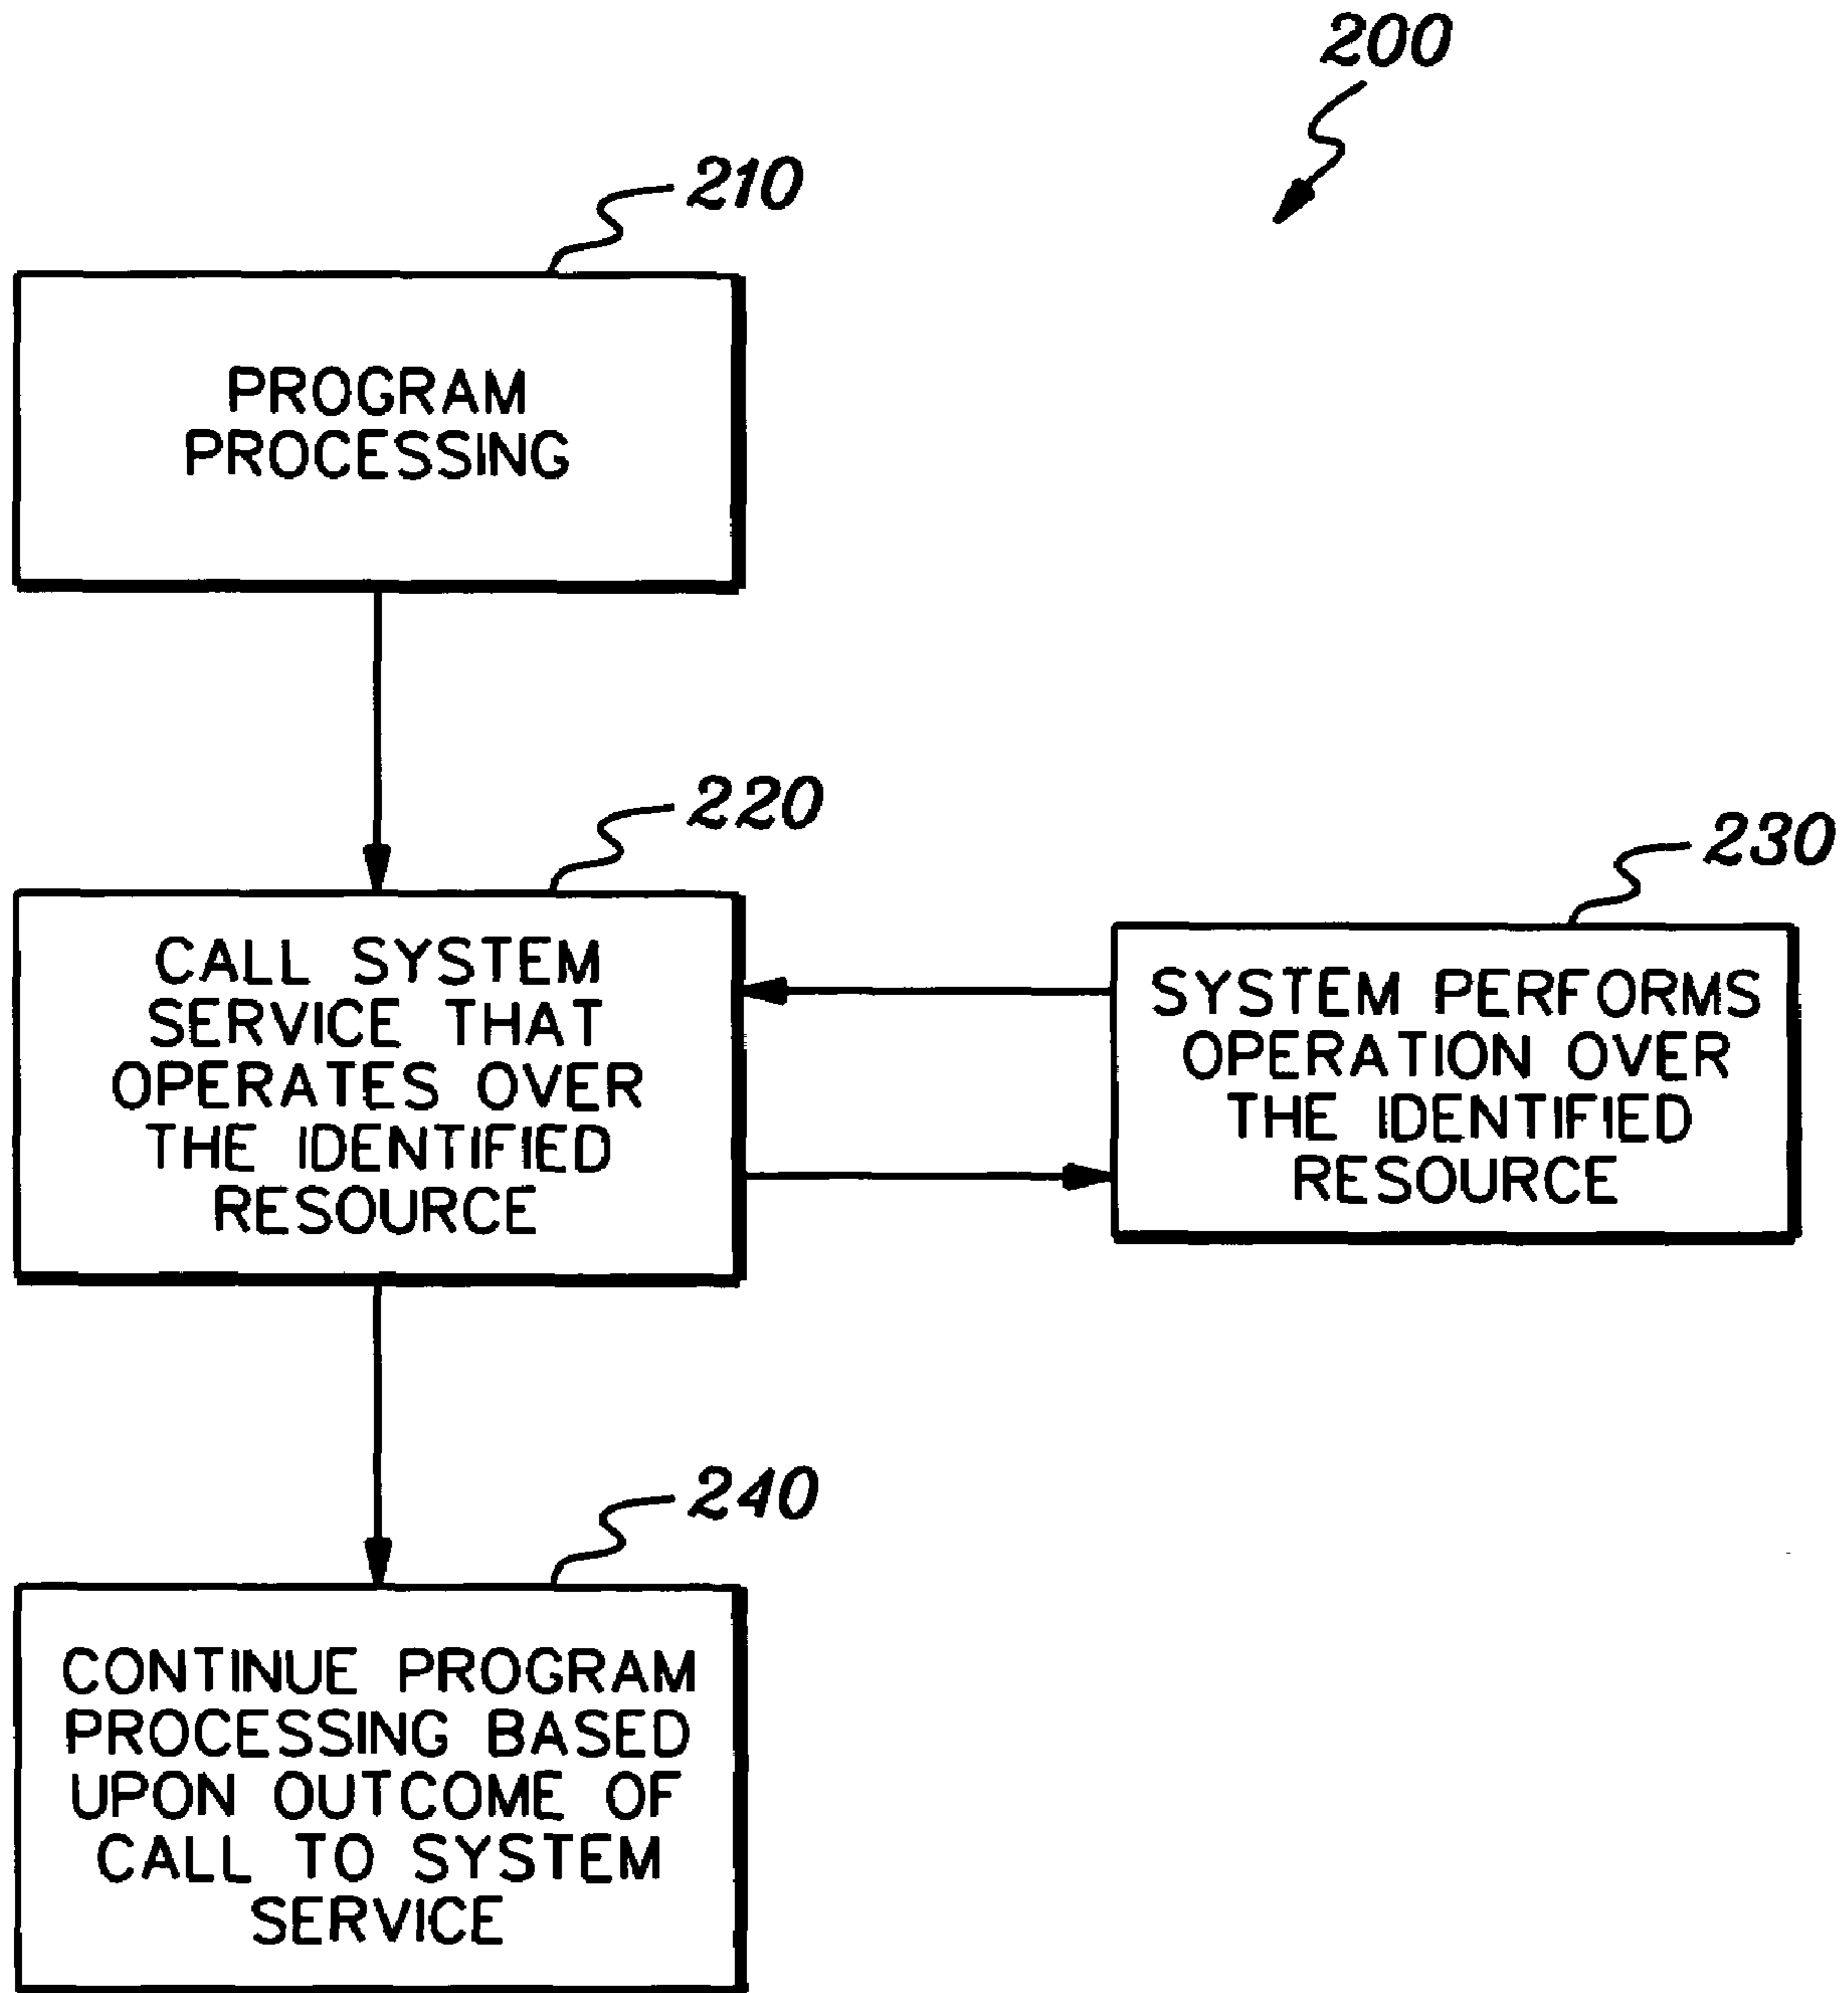 200
210
PROGRAM
PROCESSING
220
CALL SYSTEM
SERVICE THAT
OPERATES OVER
THE IDENTIFIED
RESOURCE
230
SYSTEM PERFORMS
OPERATION OVER
THE IDENTIFIED
RESOURCE
240
CONTINUE PROGRAM
PROCESSING BASED
UPON OUTCOME OF
CALL TO SYSTEM
SERVICE